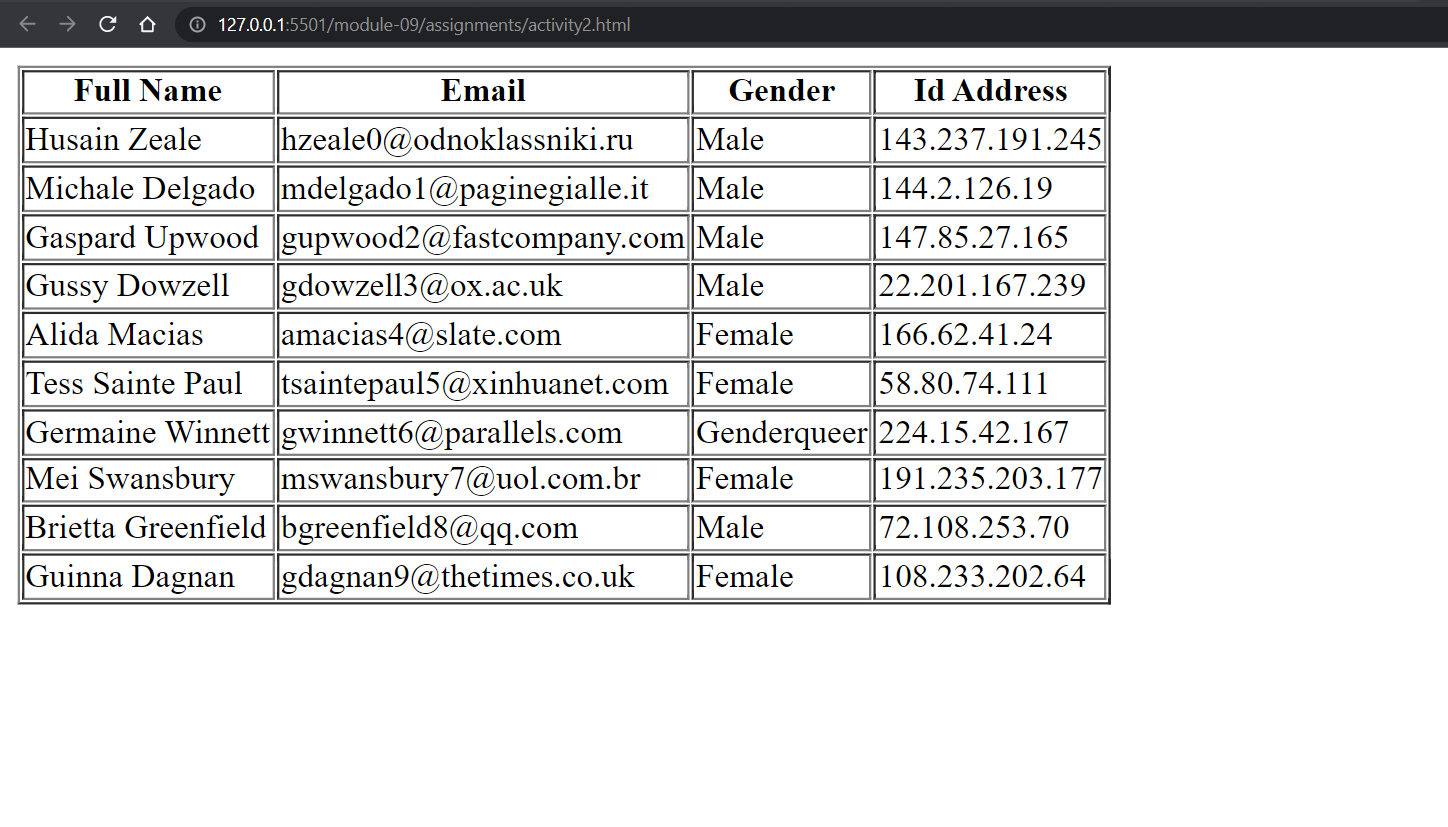 127.0.0.1:5501/module-09/assignments/activity2.html
Full Name Email Gender Id Address
Husain Zeale hzeale0@odnoklassniki.ru Male 143.237.191.245
Michale Delgado mdelgado1@paginegialle.it Male 144.2.126.19
Gaspard Upwood gupwood2@fastcompany.com Male 147.85.27.165
Gussy Dowzell gdowzell3@ox.ac.uk Male 22.201.167.239
Alida Macias amacias4@slate.com Female 166.62.41.24
Tess Sainte Paul tsaintepaul5@xinhuanet.com Female 58.80.74.111
Germaine Winnett gwinnett6@parallels.com Genderqueer 224.15.42.167
Mei Swansbury mswansbury7@uol.com.br Female 191.235.203.177
Brietta Greenfield bgreenfield8@qq.com Male 72.108.253.70
Guinna Dagnan gdagnan9@thetimes.co.uk Female 108.233.202.64